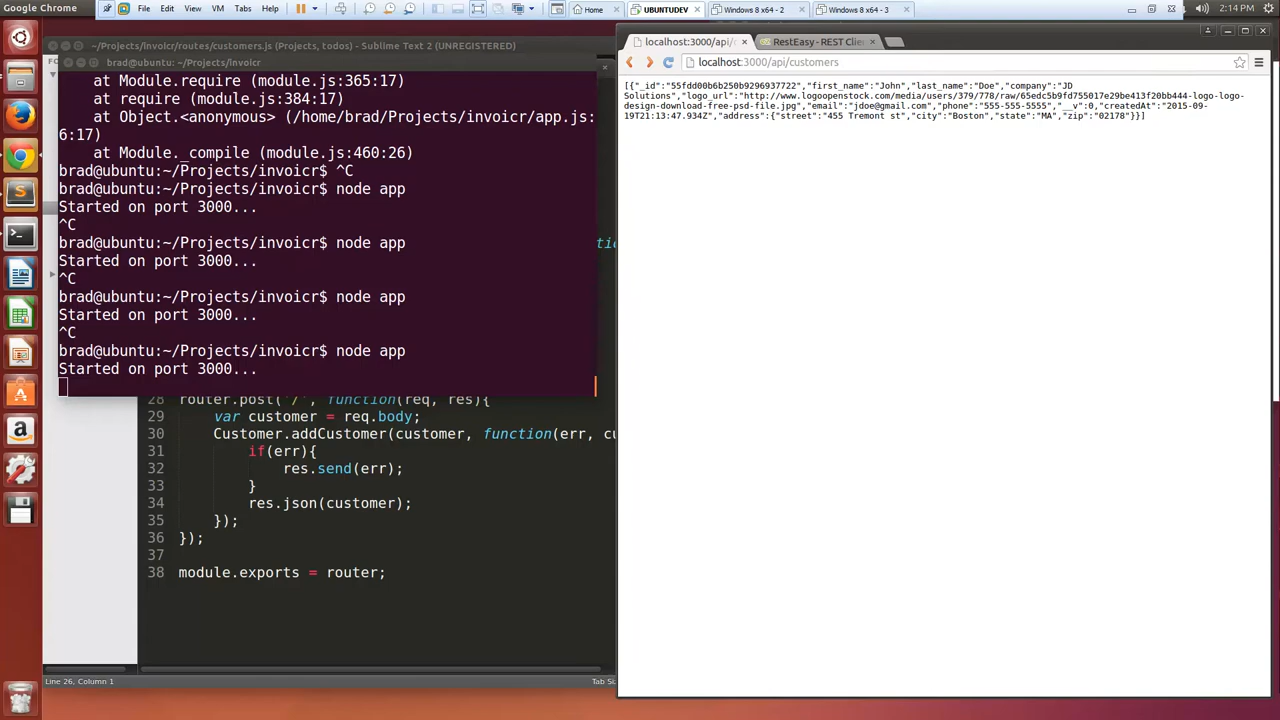 Google Chrome
File Edit View VM Tabs Help
Home
UBUNTUDEV
Windows 8 x64 - 2
Windows 8 x64 - 3
2:14 PM
~/Projects/invoicr/routes/customers.js (Projects, todos) - Sublime Text 2 (UNREGISTERED)
FO
brad@ubuntu: ~/Projects/invoicr
at Module.require (module.js:365:17)
at require (module.js:384:17)
at Object.<anonymous> (/home/brad/Projects/invoicr/app.js:
6:17)
at Module._compile (module.js:460:26)
brad@ubuntu:~/Projects/invoicr$ ^C
brad@ubuntu:~/Projects/invoicr$ node app
Started on port 3000...
^C
brad@ubuntu:~/Projects/invoicr$ node app
Started on port 3000...
^C
brad@ubuntu:~/Projects/invoicr$ node app
Started on port 3000...
^C
brad@ubuntu:~/Projects/invoicr$ node app
Started on port 3000...
ctio
28 router.post('/', function(req, res){
29 var customer = req.body;
30 Customer.addCustomer(customer, function(err, cu
31 if(err){
32 res.send(err);
33 }
34 res.json(customer);
35 });
36 });
37
38 module.exports = router;
Line 26, Column 1
Tab Si
localhost:3000/api/c
RestEasy - REST Clie
localhost:3000/api/customers
[{"_id":"55fdd00b6b250b9296937722","first_name":"John","last_name":"Doe","company":"JD
Solutions","logo_url":"http://www.logoopenstock.com/media/users/379/778/raw/65edc5b9fd755017e29be413f20bb444-logo-logo-
design-download-free-psd-file.jpg","email":"jdoe@gmail.com","phone":"555-555-5555","__v":0,"createdAt":"2015-09-
19T21:13:47.934Z","address":{"street":"455 Tremont st","city":"Boston","state":"MA","zip":"02178"}}]